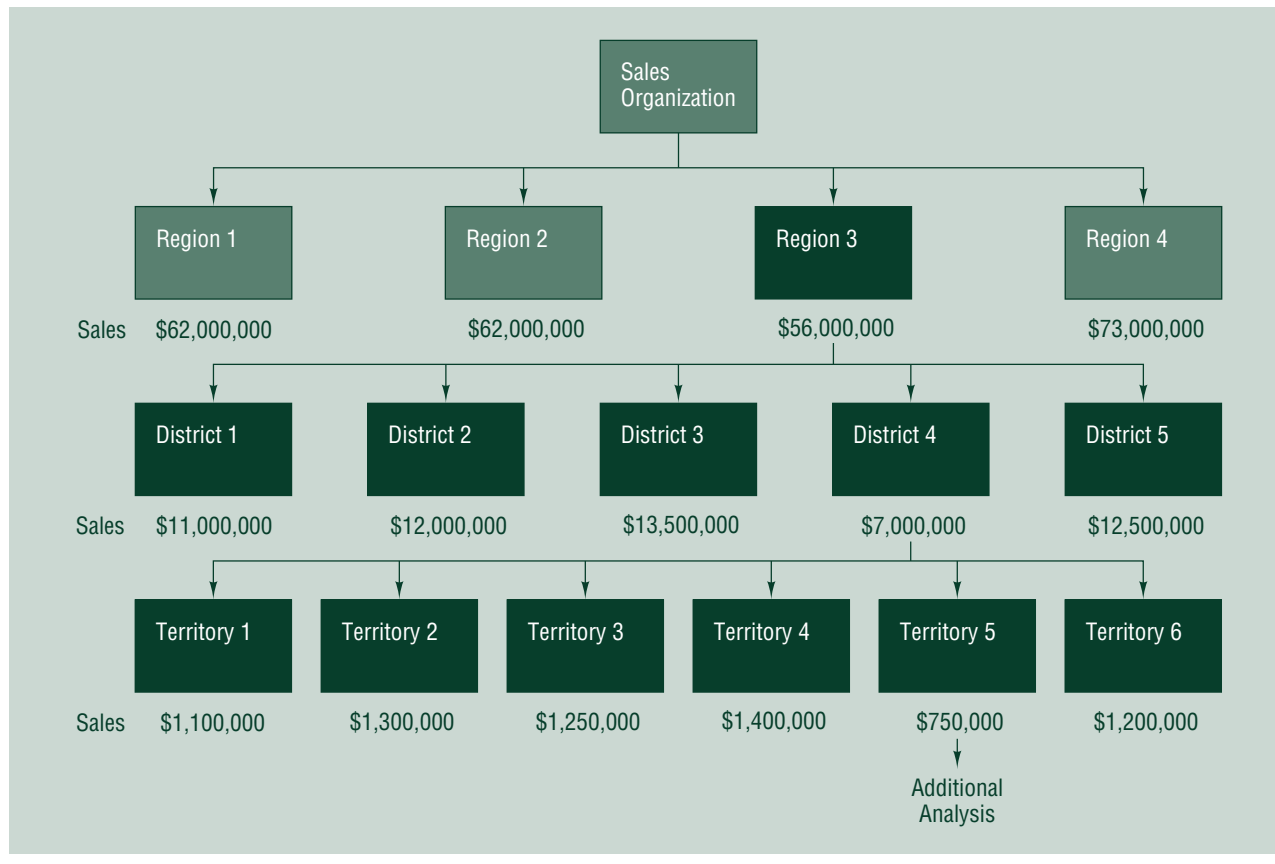 Sales
Organization
Region 1
Region 2
Region 3
Region 4
Sales $62,000,000 $62,000,000 $56,000,000 $73,000,000
District 1
District 2
District 3
District 4
District 5
Sales $11,000,000 $12,000,000 $13,500,000 $7,000,000 $12,500,000
Territory 1
Territory 2
Territory 3
Territory 4
Territory 5
Territory 6
Sales $1,100,000 $1,300,000 $1,250,000 $1,400,000 $750,000 $1,200,000
Additional
Analysis